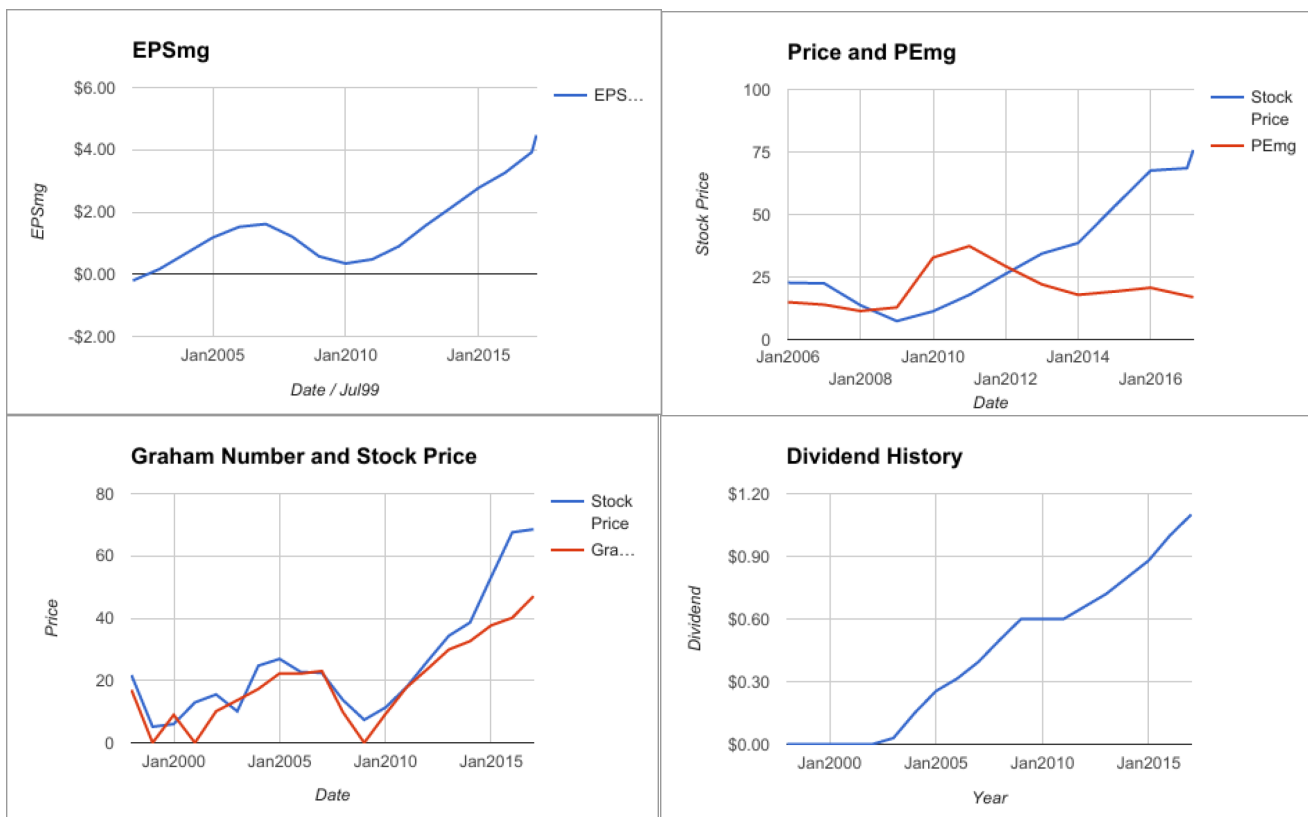 EPSmg
$6.00
$4.00
$2.00
$0.00
-$2.00
EPSmg
EPS…
Jan2005
Jan2010
Jan2015
Date / Jul99
Price and PEmg
100
75
50
25
0
Stock Price
Stock
Price
PEmg
Jan2006
Jan2010
Jan2014
Jan2008
Jan2012
Jan2016
Date
Graham Number and Stock Price
80
60
40
20
0
Price
Stock
Price
Gra…
Jan2000
Jan2005
Jan2010
Jan2015
Date
Dividend History
$1.20
$0.90
$0.60
$0.30
$0.00
Dividend
Jan2000
Jan2005
Jan2010
Jan2015
Year